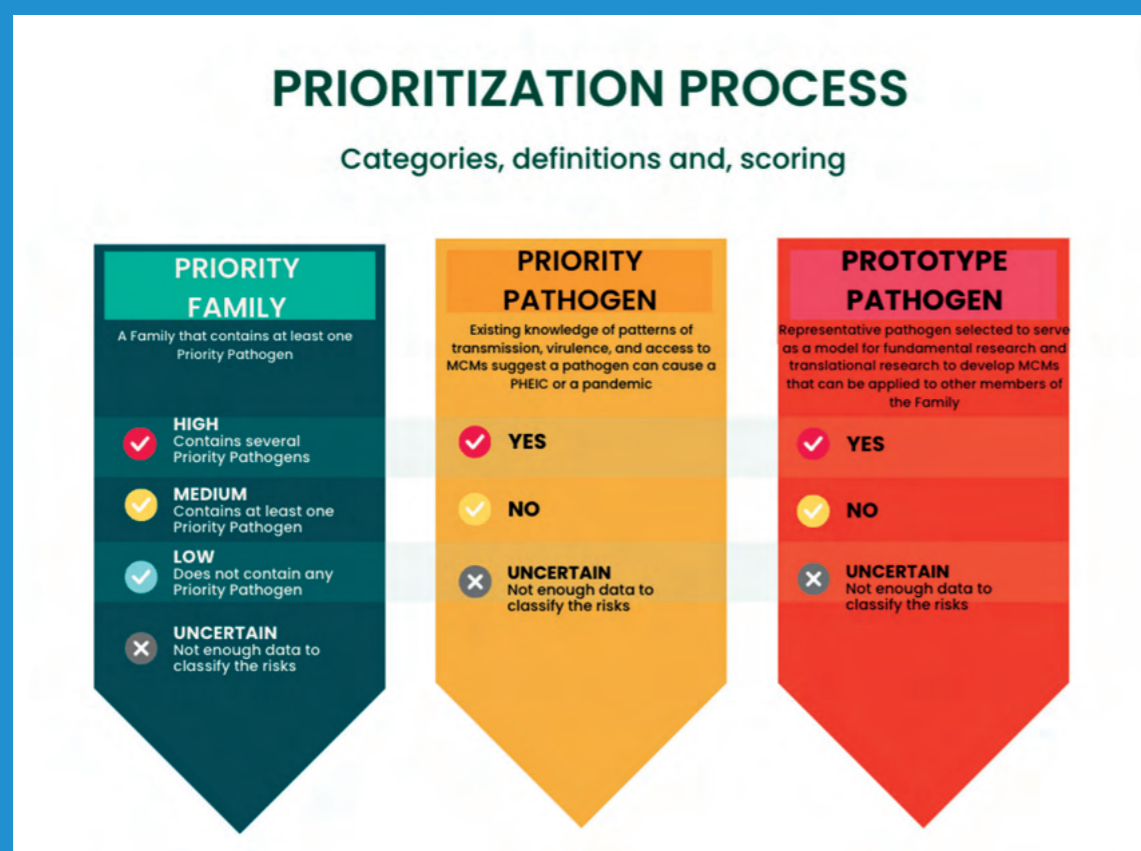 PRIORITIZATION PROCESS
Categories, definitions and, scoring
PRIORITY
FAMILY
A Family that contains at least one
Priority Pathogen
HIGH
Contains several
Priority Pathogens
MEDIUM
Contains at least one
Priority Pathogen
LOW
Does not contain any
Priority Pathogen
UNCERTAIN
Not enough data to
classify the risks
PRIORITY
PATHOGEN
Existing knowledge of patterns of
transmission, virulence, and access to
MCMs suggest a pathogen can cause a
PHEIC or a pandemic
YES
NO
UNCERTAIN
Not enough data to
classify the risks
PROTOTYPE
PATHOGEN
Representative pathogen selected to serve
as a model for fundamental research and
translational research to develop MCMs
that can be applied to other members of
the Family
YES
NO
UNCERTAIN
Not enough data to
classify the risks